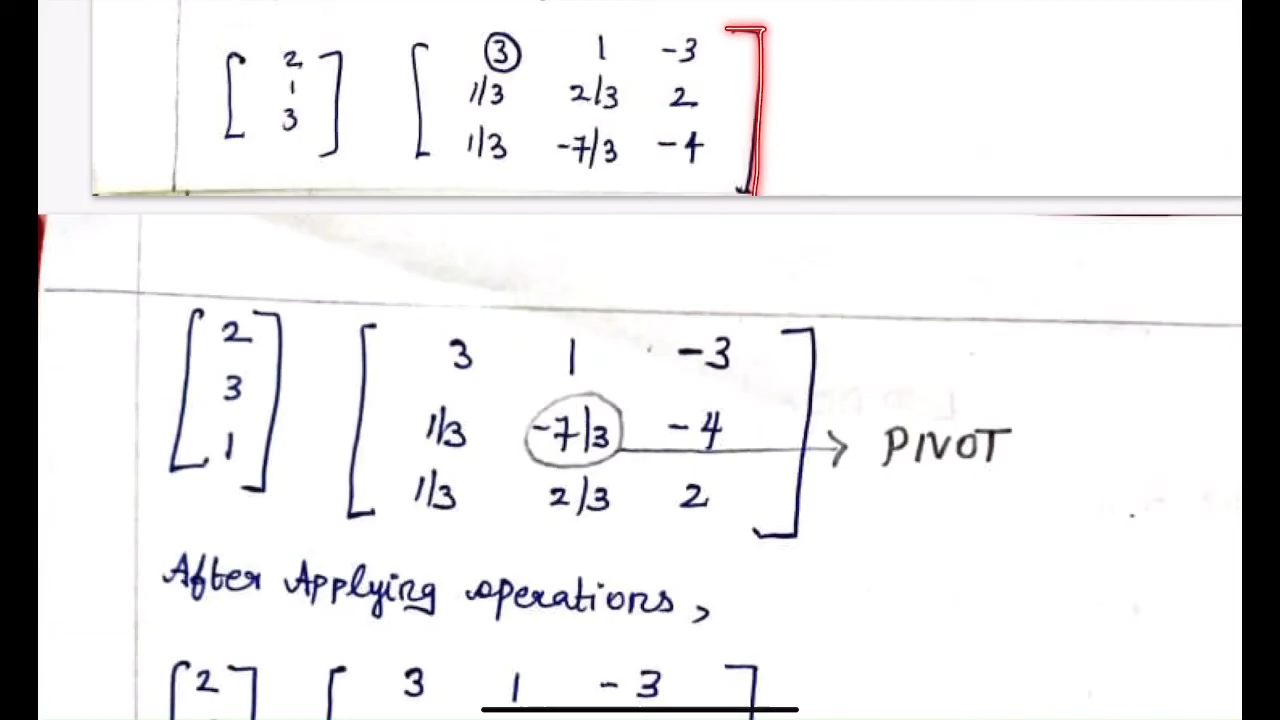 2 3 1 -3
1 1/3 2/3 2
3 1/3 -7/3 -4
2 3 1 -3
3 1/3 -7/3 -4 → PIVOT
1 1/3 2/3 2
After Applying operations,
2 3 1 -3